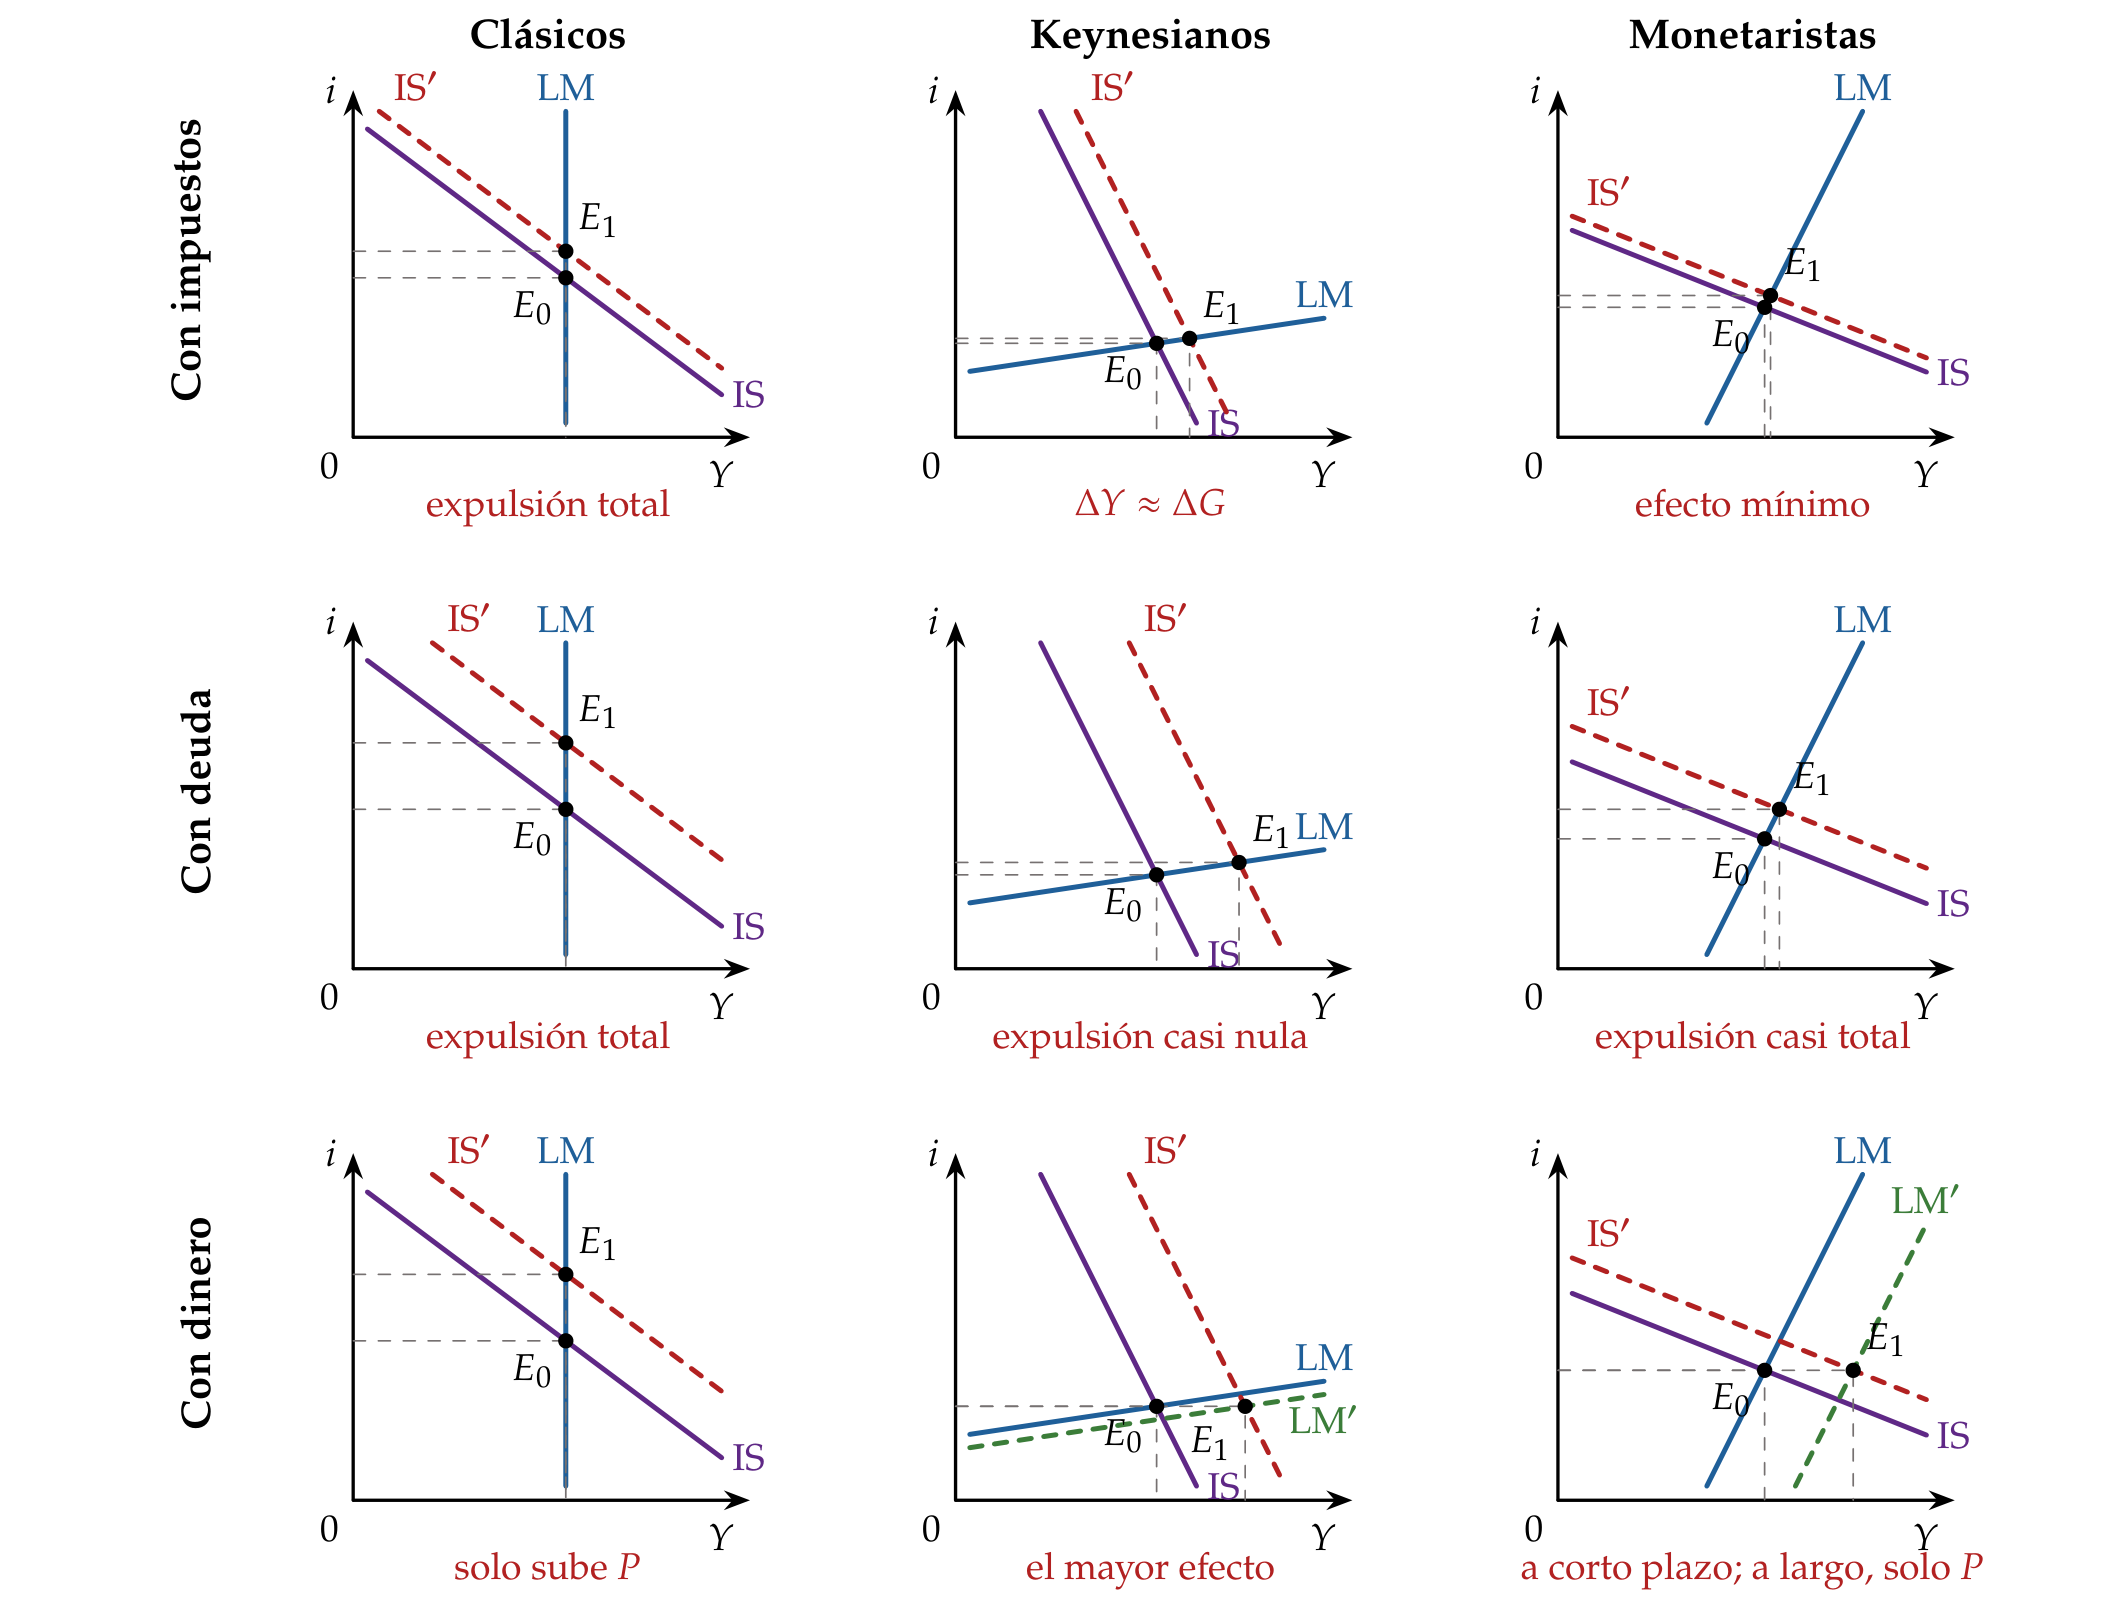 Clásicos
Keynesianos
Monetaristas
Con impuestos
i
IS′
LM
E1
E0
IS
0
Y
expulsión total
i
IS′
LM
E1
E0
IS
0
Y
ΔY ≈ ΔG
i
LM
IS′
E1
E0
IS
0
Y
efecto mínimo
Con deuda
i
IS′
LM
E1
E0
IS
0
Y
expulsión total
i
IS′
E1
LM
E0
IS
0
Y
expulsión casi nula
i
LM
IS′
E1
E0
IS
0
Y
expulsión casi total
Con dinero
i
IS′
LM
E1
E0
IS
0
Y
solo sube P
i
IS′
LM
LM′
E0
E1
IS
0
Y
el mayor efecto
i
LM
LM′
IS′
E1
E0
IS
0
Y
a corto plazo; a largo, solo P